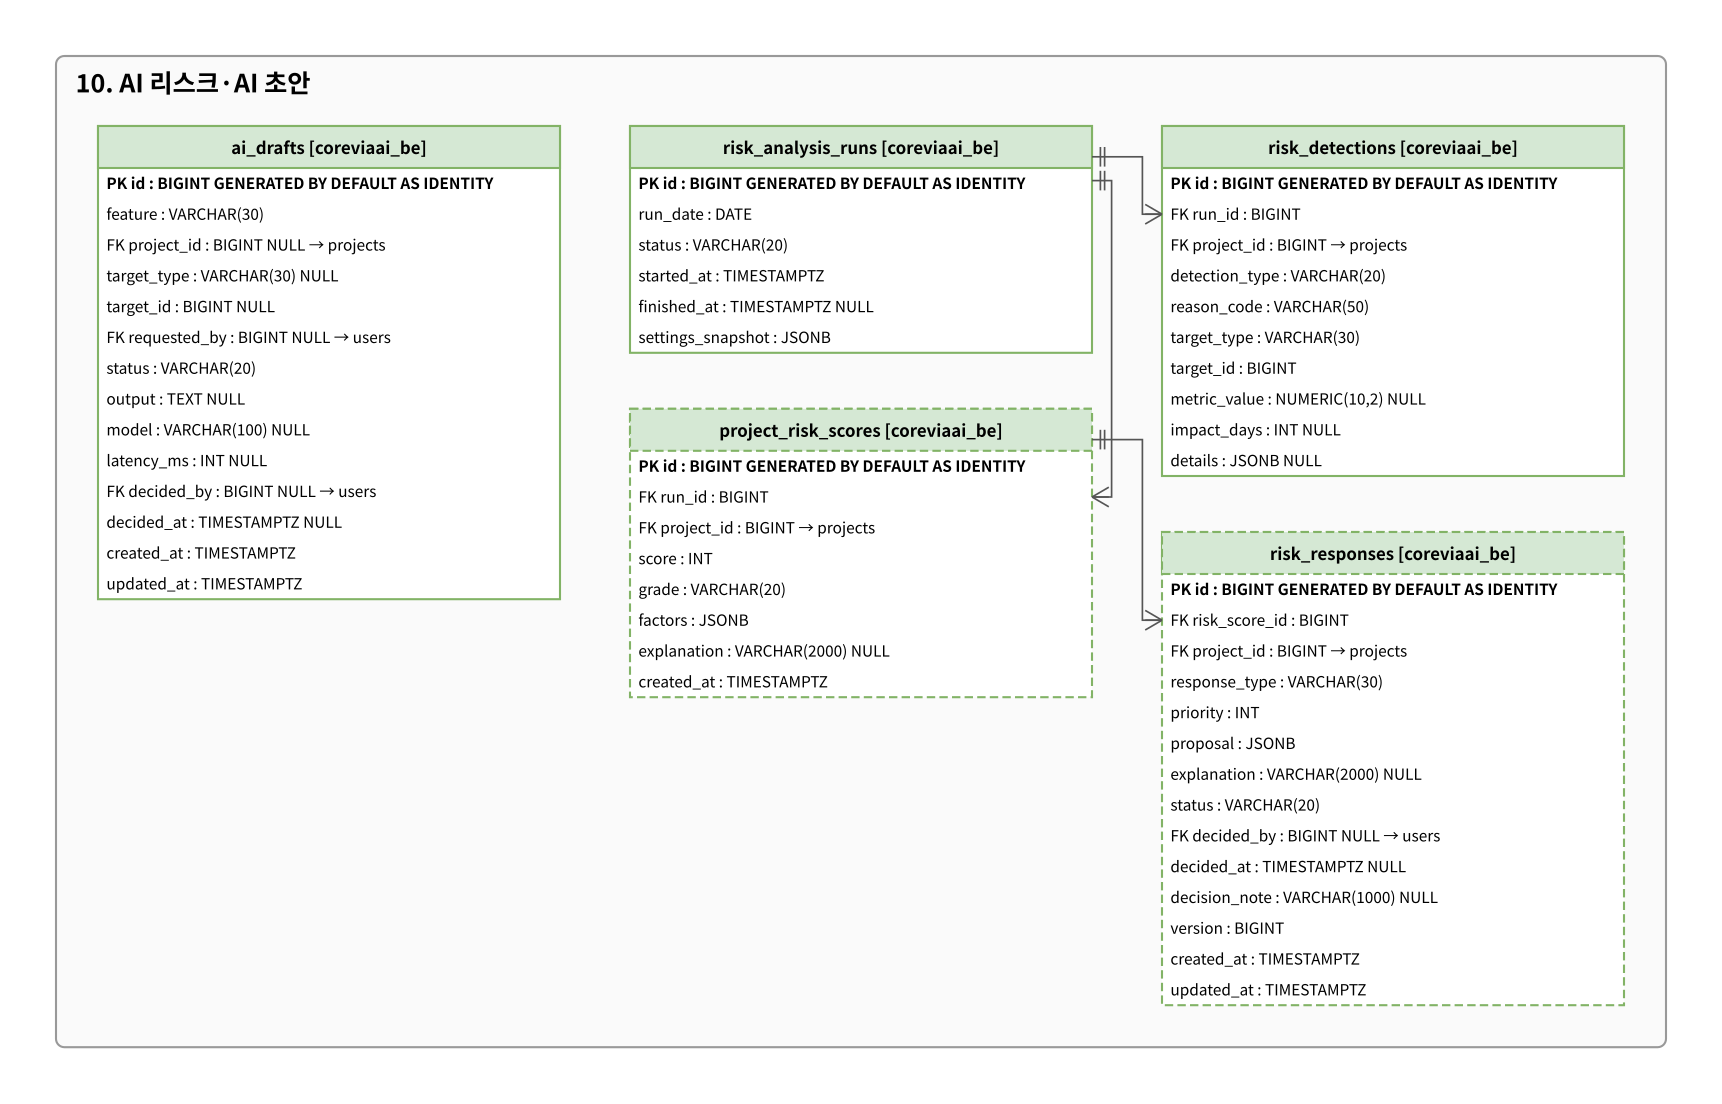 10. AI 리스크·AI 초안
ai_drafts [coreviaai_be]
PK id : BIGINT GENERATED BY DEFAULT AS IDENTITY
feature : VARCHAR(30)
FK project_id : BIGINT NULL → projects
target_type : VARCHAR(30) NULL
target_id : BIGINT NULL
FK requested_by : BIGINT NULL → users
status : VARCHAR(20)
output : TEXT NULL
model : VARCHAR(100) NULL
latency_ms : INT NULL
FK decided_by : BIGINT NULL → users
decided_at : TIMESTAMPTZ NULL
created_at : TIMESTAMPTZ
updated_at : TIMESTAMPTZ
risk_analysis_runs [coreviaai_be]
PK id : BIGINT GENERATED BY DEFAULT AS IDENTITY
run_date : DATE
status : VARCHAR(20)
started_at : TIMESTAMPTZ
finished_at : TIMESTAMPTZ NULL
settings_snapshot : JSONB
project_risk_scores [coreviaai_be]
PK id : BIGINT GENERATED BY DEFAULT AS IDENTITY
FK run_id : BIGINT
FK project_id : BIGINT → projects
score : INT
grade : VARCHAR(20)
factors : JSONB
explanation : VARCHAR(2000) NULL
created_at : TIMESTAMPTZ
risk_detections [coreviaai_be]
PK id : BIGINT GENERATED BY DEFAULT AS IDENTITY
FK run_id : BIGINT
FK project_id : BIGINT → projects
detection_type : VARCHAR(20)
reason_code : VARCHAR(50)
target_type : VARCHAR(30)
target_id : BIGINT
metric_value : NUMERIC(10,2) NULL
impact_days : INT NULL
details : JSONB NULL
risk_responses [coreviaai_be]
PK id : BIGINT GENERATED BY DEFAULT AS IDENTITY
FK risk_score_id : BIGINT
FK project_id : BIGINT → projects
response_type : VARCHAR(30)
priority : INT
proposal : JSONB
explanation : VARCHAR(2000) NULL
status : VARCHAR(20)
FK decided_by : BIGINT NULL → users
decided_at : TIMESTAMPTZ NULL
decision_note : VARCHAR(1000) NULL
version : BIGINT
created_at : TIMESTAMPTZ
updated_at : TIMESTAMPTZ